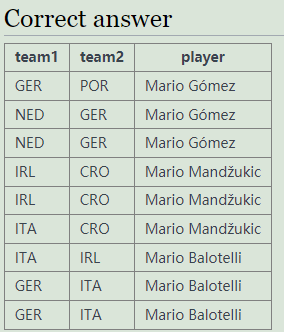 Correct answer
team1 team2 player
GER POR Mario Gómez
NED GER Mario Gómez
NED GER Mario Gómez
IRL CRO Mario Mandžukic
IRL CRO Mario Mandžukic
ITA CRO Mario Mandžukic
ITA IRL Mario Balotelli
GER ITA Mario Balotelli
GER ITA Mario Balotelli